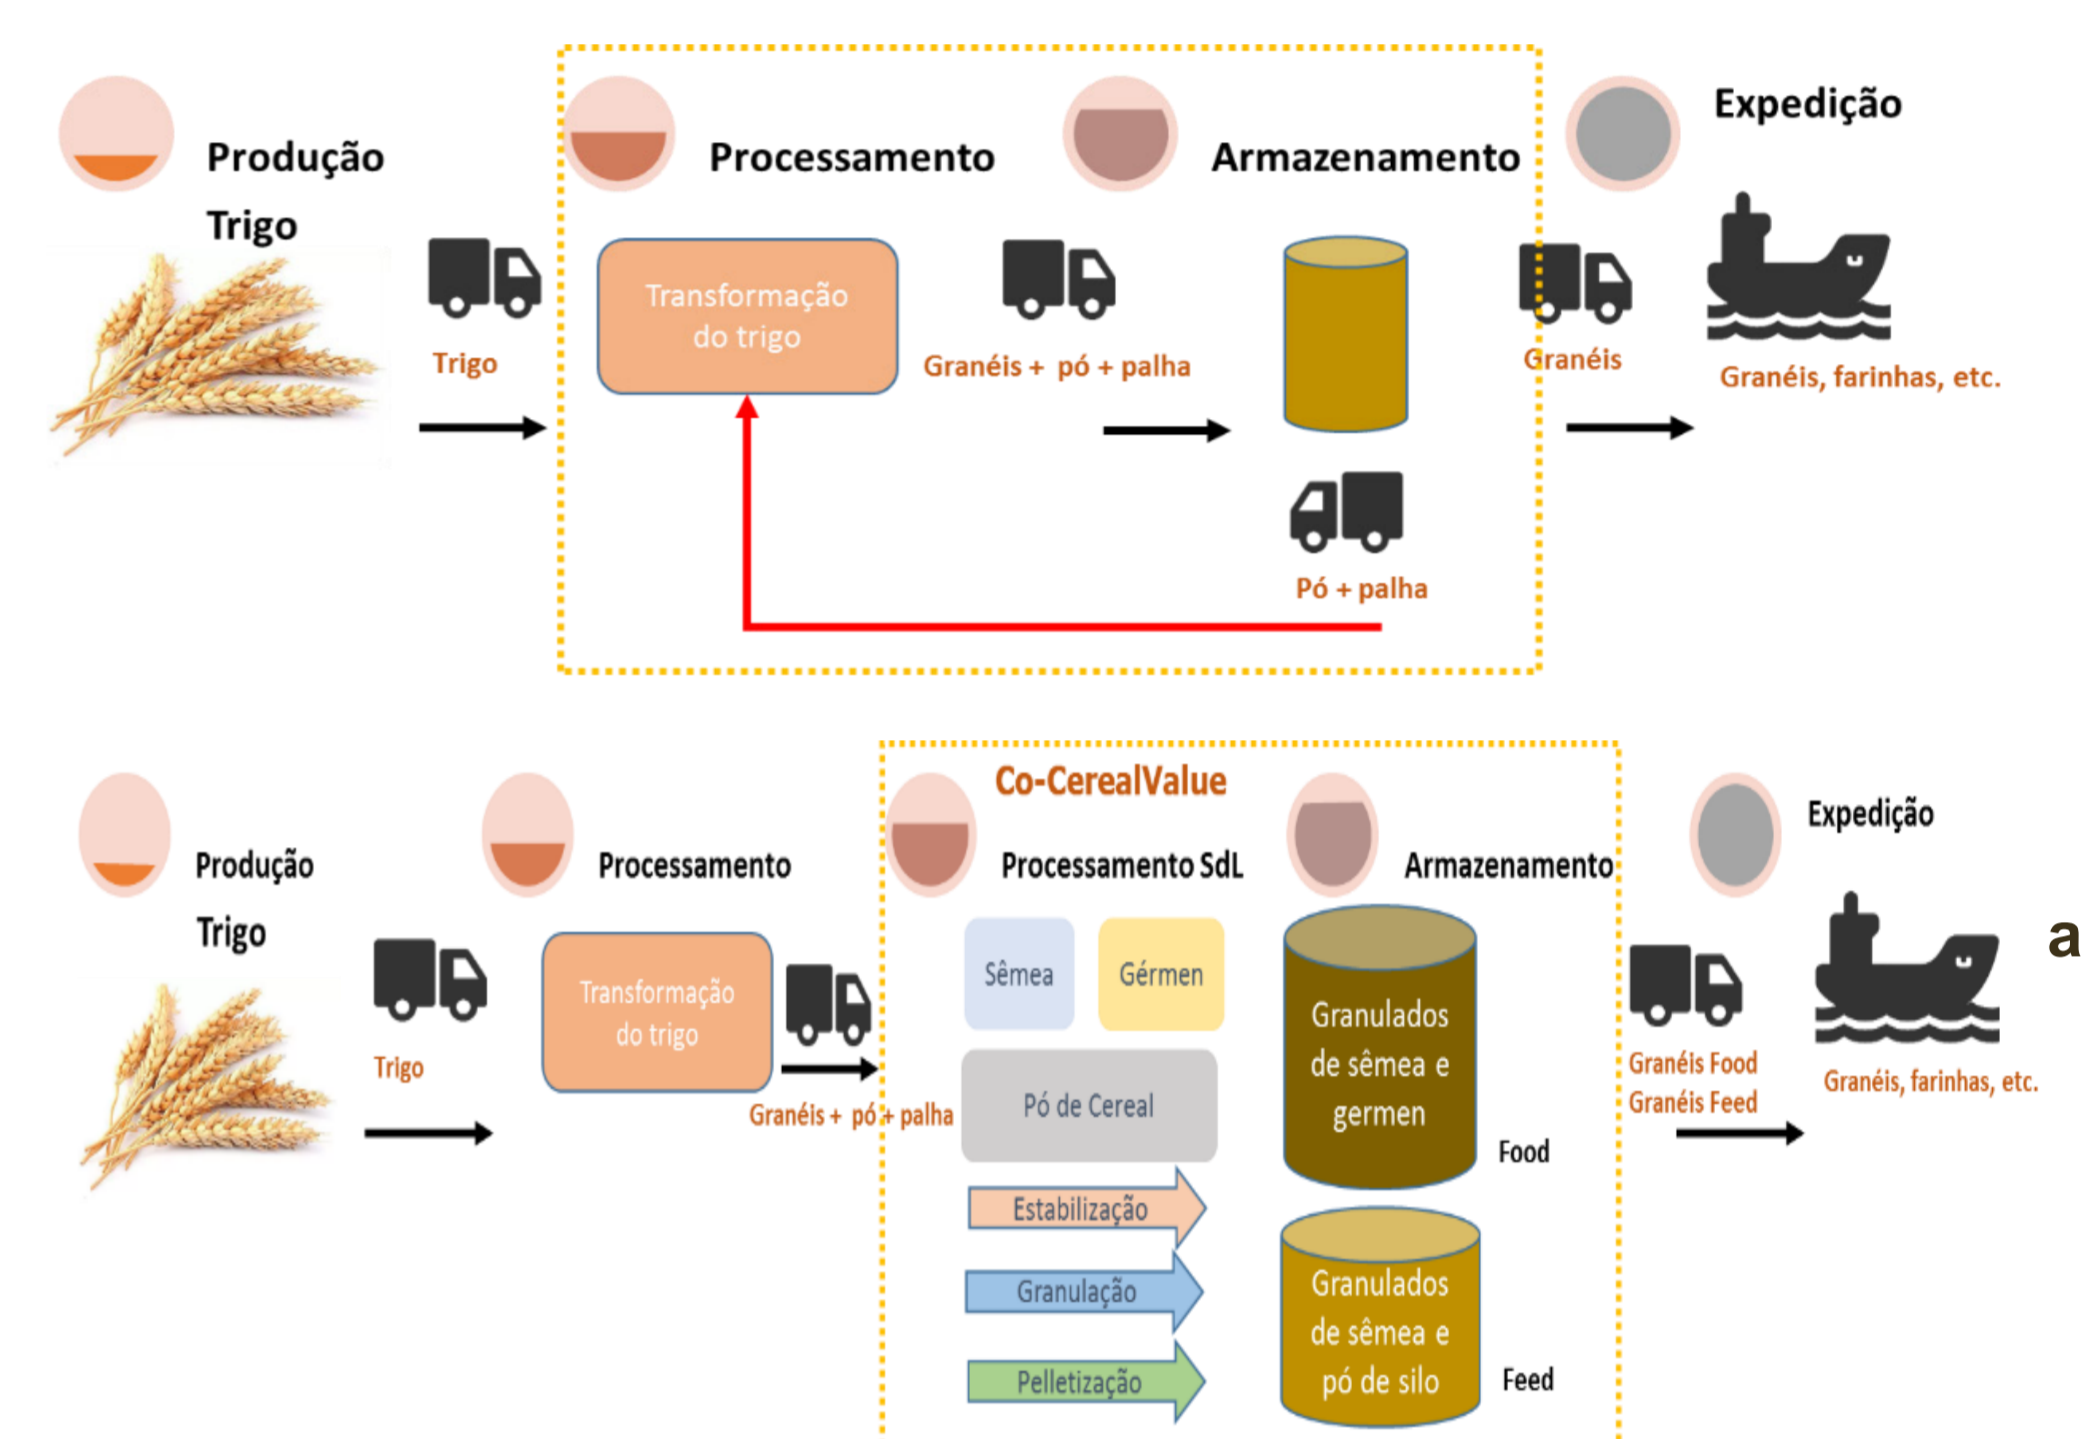 Produção
Trigo
Processamento
Armazenamento
Expedição
Trigo
Transformação
do trigo
Granéis + pó + palha
Granéis
Granéis, farinhas, etc.
Pó + palha
Co-CerealValue
Produção
Trigo
Processamento
Processamento SdL
Armazenamento
Expedição
Trigo
Transformação
do trigo
Granéis + pó + palha
Sêmea
Gérmen
Pó de Cereal
Estabilização
Granulação
Pelletização
Granulados
de sêmea e
germen
Food
Granulados
de sêmea e
pó de silo
Feed
Granéis Food
Granéis Feed
Granéis, farinhas, etc.
a